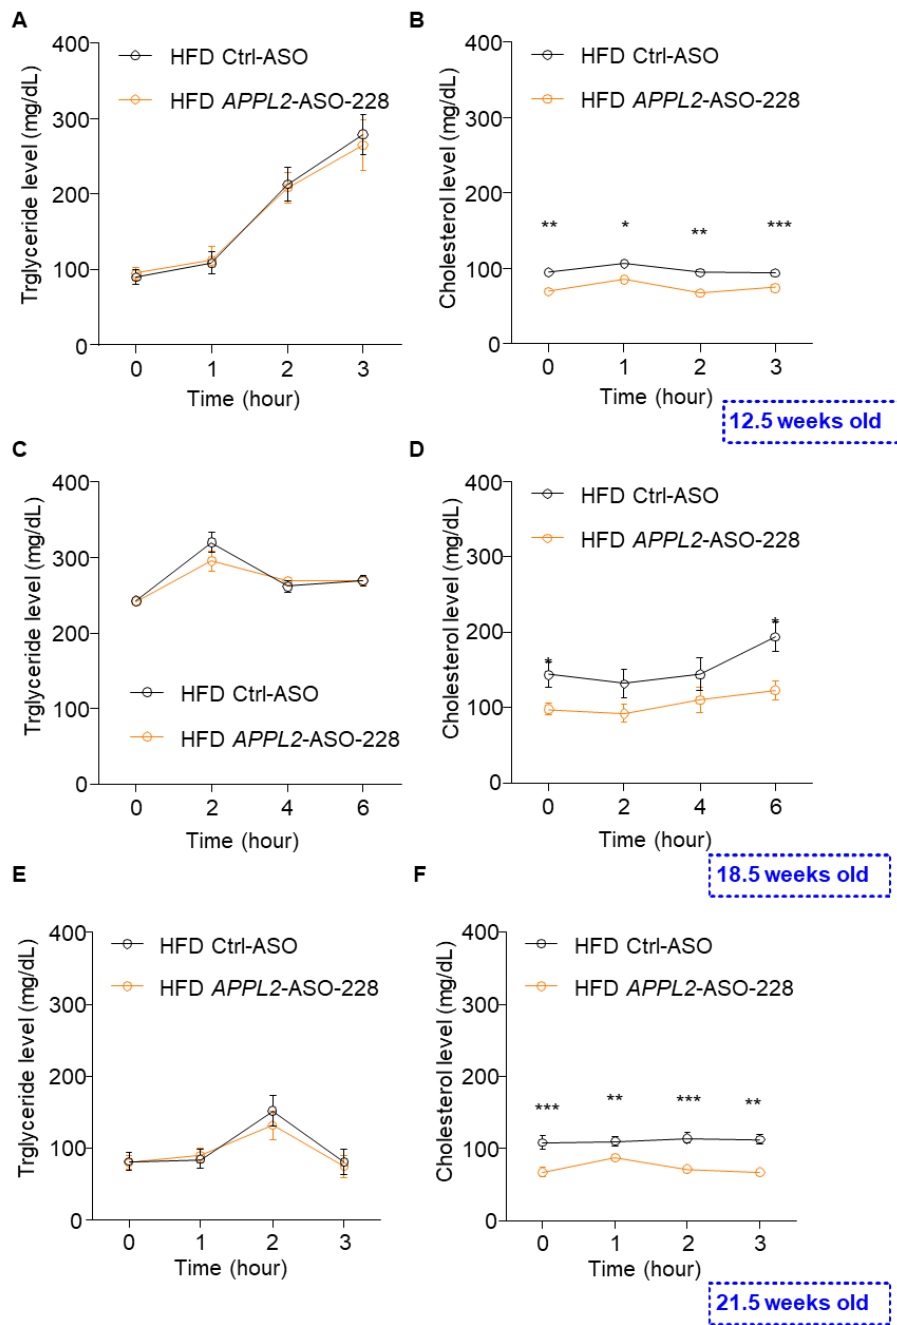 A
400
300
200
100
0
Trglyceride level (mg/dL)
HFD Ctrl-ASO
HFD APPL2-ASO-228
0 1 2 3
Time (hour)
B
400
300
200
100
0
Cholesterol level (mg/dL)
HFD Ctrl-ASO
HFD APPL2-ASO-228
** * ** ***
0 1 2 3
Time (hour)
12.5 weeks old
C
400
300
200
100
0
Trglyceride level (mg/dL)
HFD Ctrl-ASO
HFD APPL2-ASO-228
0 2 4 6
Time (hour)
D
400
300
200
100
0
Cholesterol level (mg/dL)
HFD Ctrl-ASO
HFD APPL2-ASO-228
* *
0 2 4 6
Time (hour)
18.5 weeks old
E
400
300
200
100
0
Trglyceride level (mg/dL)
HFD Ctrl-ASO
HFD APPL2-ASO-228
0 1 2 3
Time (hour)
F
400
300
200
100
0
Cholesterol level (mg/dL)
HFD Ctrl-ASO
HFD APPL2-ASO-228
*** ** *** **
0 1 2 3
Time (hour)
21.5 weeks old